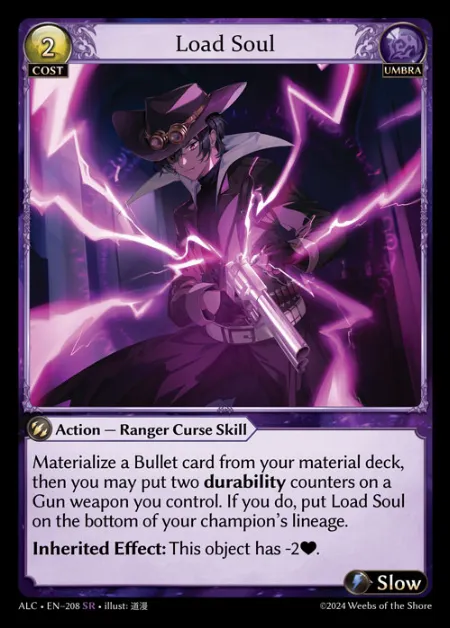 2
Load Soul
COST
UMBRA
Action — Ranger Curse Skill
Materialize a Bullet card from your material deck,
then you may put two durability counters on a
Gun weapon you control. If you do, put Load Soul
on the bottom of your champion's lineage.
Inherited Effect: This object has -2♥.
Slow
ALC • EN-208 SR • illust: 道漫
©2024 Weebs of the Shore